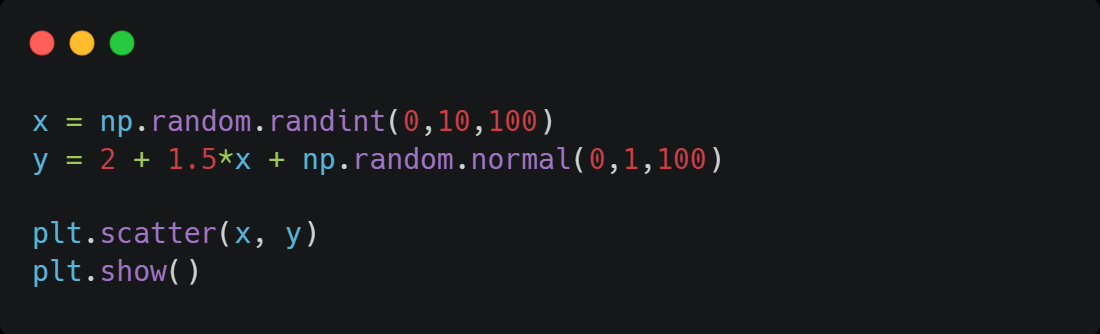 x = np.random.randint(0,10,100)
y = 2 + 1.5*x + np.random.normal(0,1,100)
plt.scatter(x, y)
plt.show()